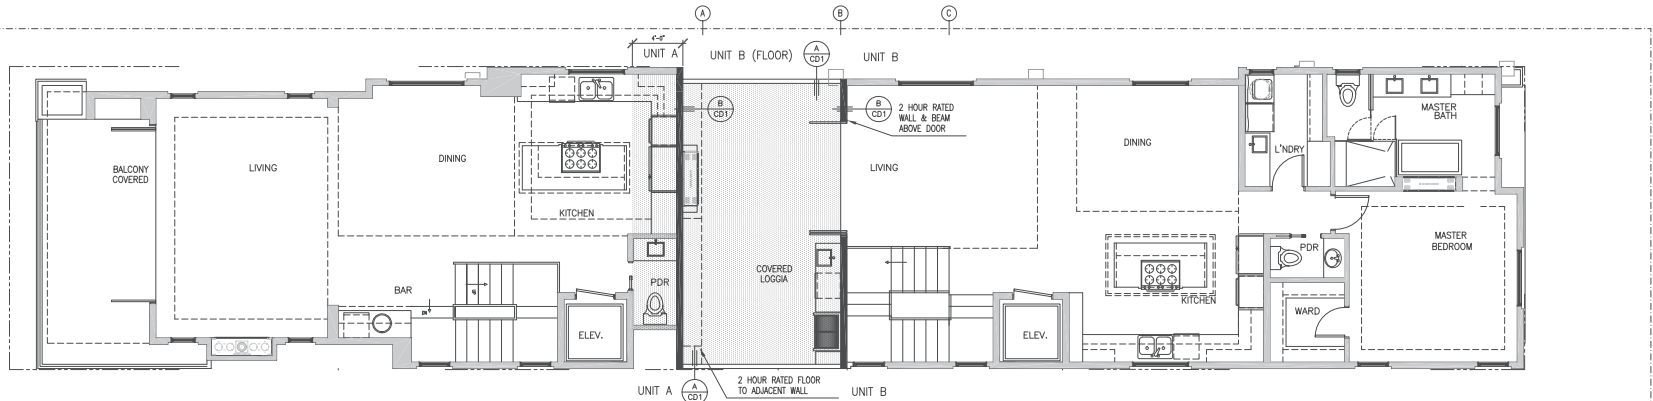 A
B
C
4'-0"
UNIT A
UNIT B (FLOOR)
A
CD1
UNIT B
B
CD1
B
CD1
2 HOUR RATED
WALL & BEAM
ABOVE DOOR
MASTER
BATH
BALCONY
COVERED
LIVING
DINING
LIVING
DINING
L'NDRY
KITCHEN
MASTER
BEDROOM
PDR
COVERED
LOGGIA
PDR
BAR
KITCHEN
WARD
ELEV.
ELEV.
2 HOUR RATED FLOOR
TO ADJACENT WALL
UNIT A
A
CD1
UNIT B